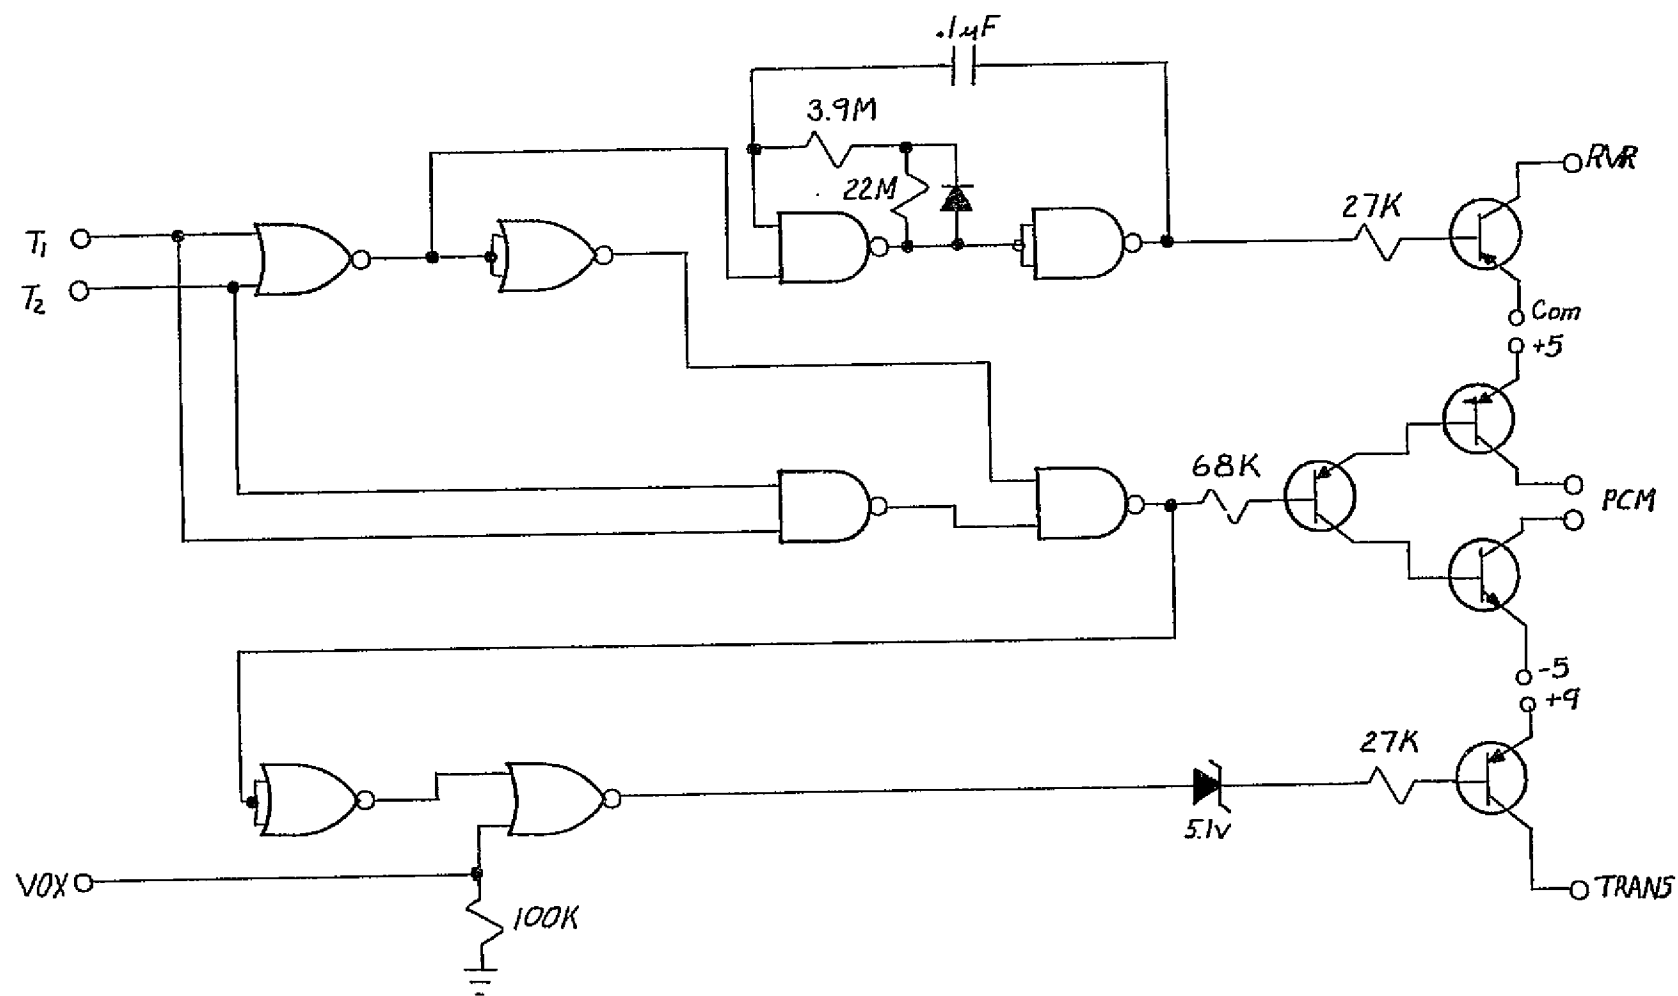 .1µF
3.9M
RVR
22M
27K
T1
T2
Com
+5
68K
PCM
-5
+9
27K
5.1V
VOX
TRANS
100K